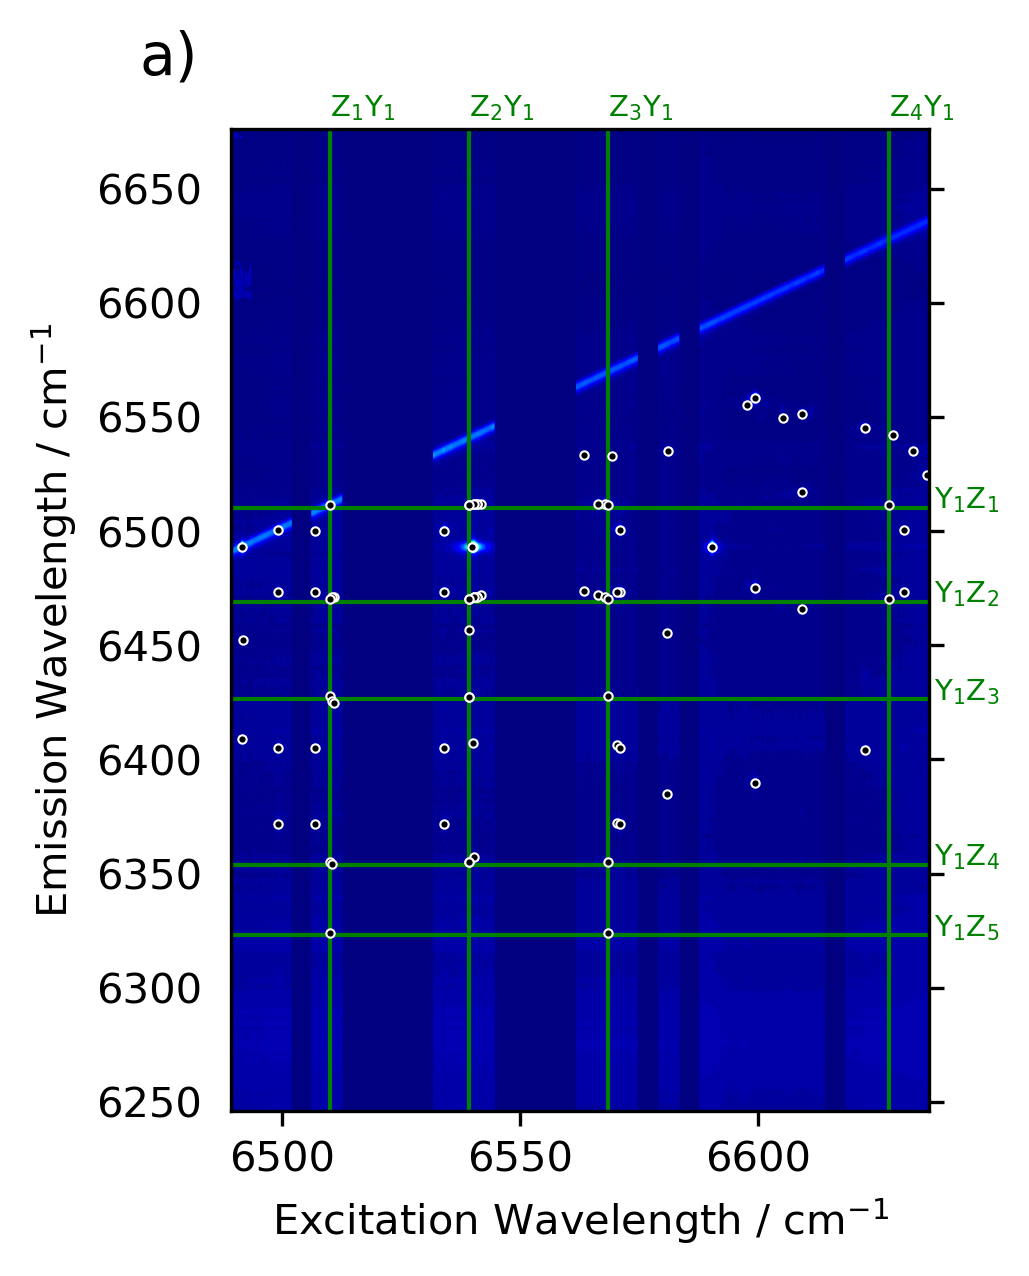 a)
Z₁Y₁ Z₂Y₁ Z₃Y₁ Z₄Y₁
6650
6600
6550
6500
6450
6400
6350
6300
6250
Y₁Z₁
Y₁Z₂
Y₁Z₃
Y₁Z₄
Y₁Z₅
Emission Wavelength / cm⁻¹
6500 6550 6600
Excitation Wavelength / cm⁻¹